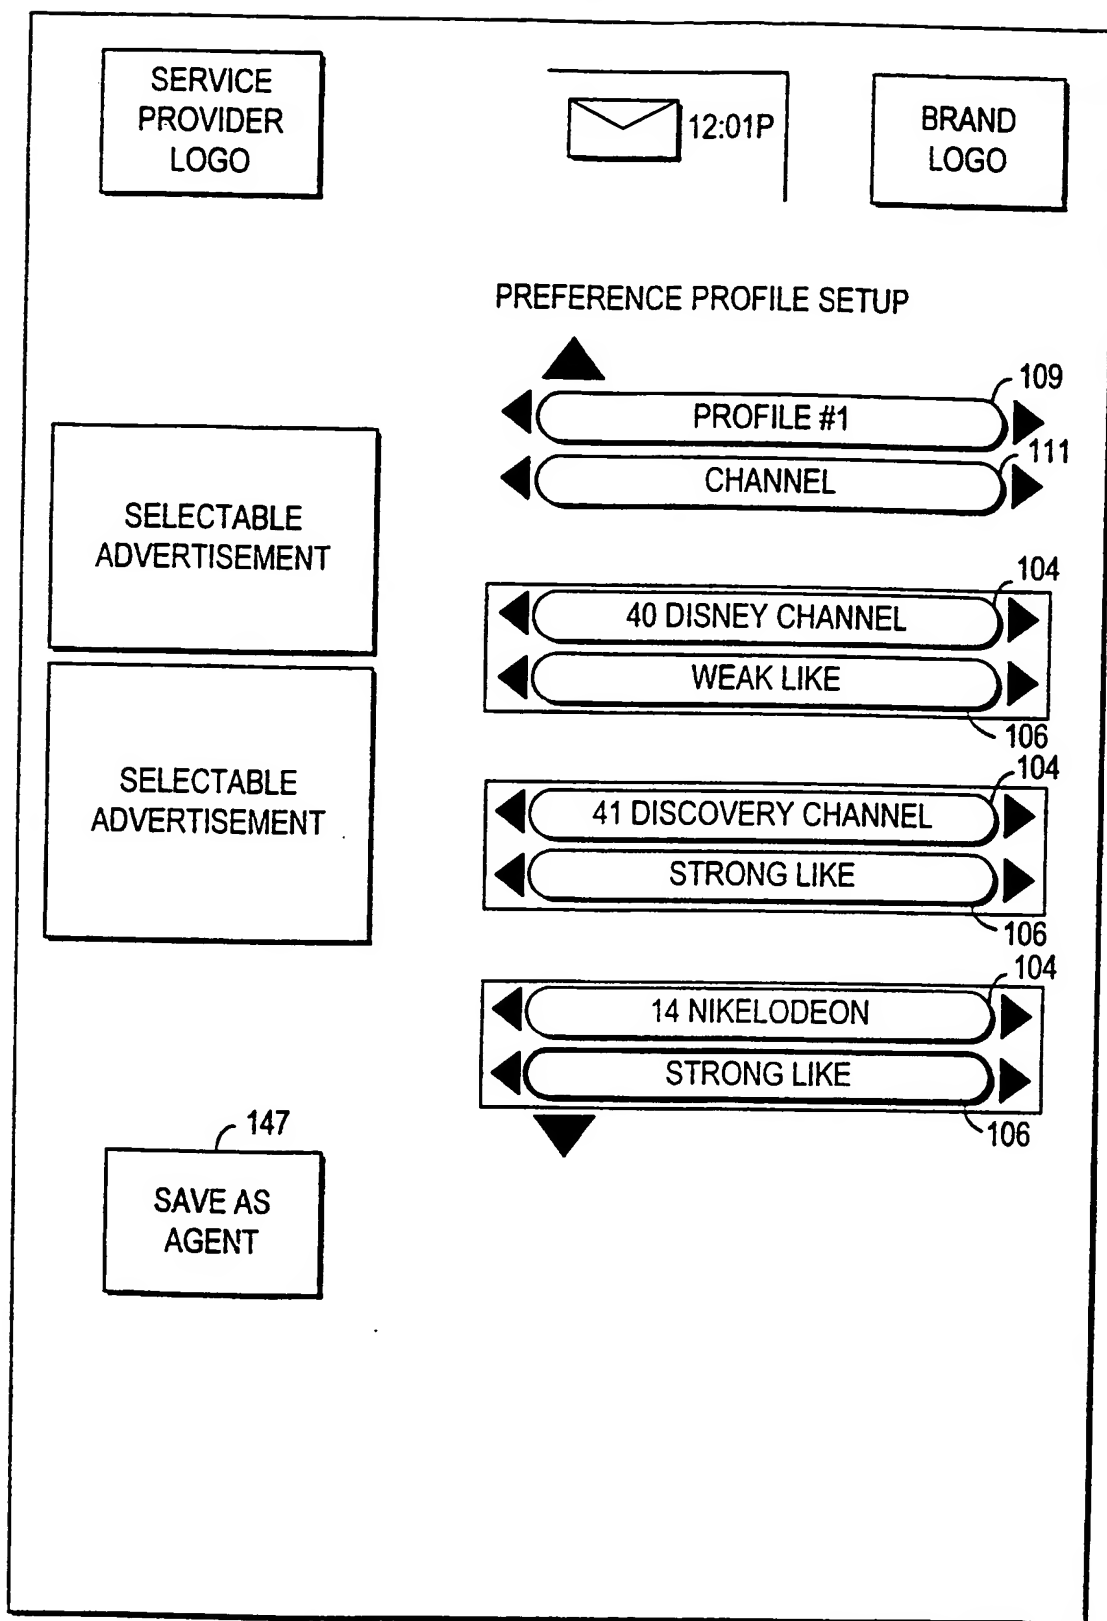 SERVICE
PROVIDER
LOGO
12:01P
BRAND
LOGO
PREFERENCE PROFILE SETUP
109
PROFILE #1
111
CHANNEL
SELECTABLE
ADVERTISEMENT
104
40 DISNEY CHANNEL
WEAK LIKE
106
SELECTABLE
ADVERTISEMENT
104
41 DISCOVERY CHANNEL
STRONG LIKE
106
104
14 NIKELODEON
STRONG LIKE
106
147
SAVE AS
AGENT